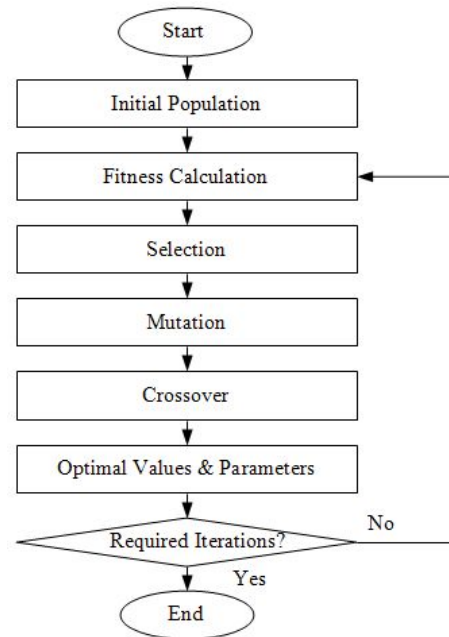 Start
Initial Population
Fitness Calculation
Selection
Mutation
Crossover
Optimal Values & Parameters
Required Iterations?
No
Yes
End